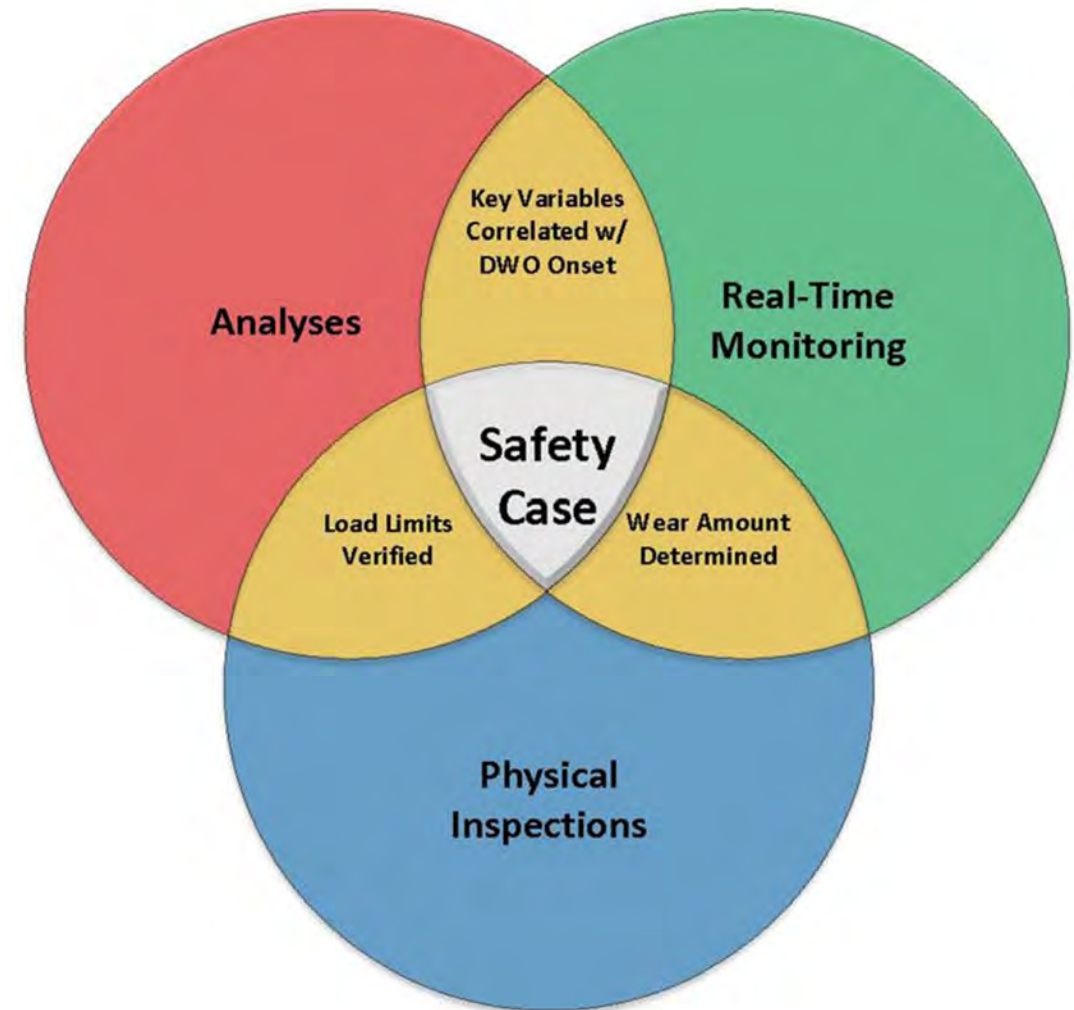 Key Variables
Correlated w/
DWO Onset
Analyses
Real-Time
Monitoring
Safety
Case
Load Limits
Verified
Wear Amount
Determined
Physical
Inspections